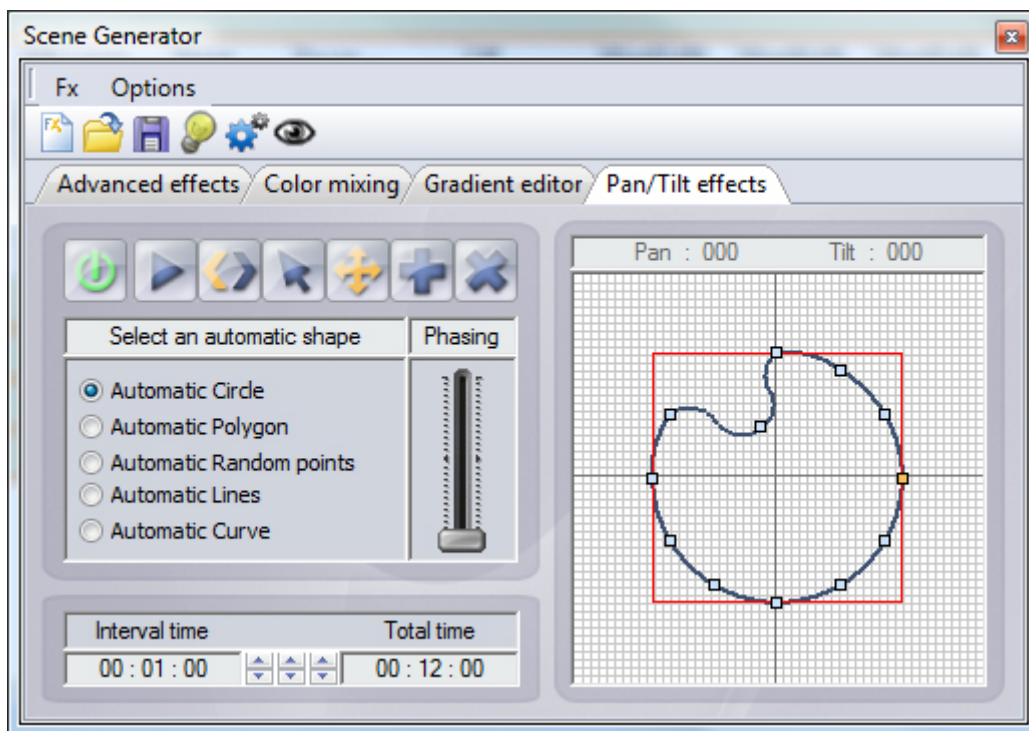 Scene Generator
Fx Options
FX
Advanced effects Color mixing Gradient editor Pan/Tilt effects
Pan : 000 Tilt : 000
Select an automatic shape Phasing
Automatic Circle
Automatic Polygon
Automatic Random points
Automatic Lines
Automatic Curve
Interval time Total time
00 : 01 : 00 00 : 12 : 00